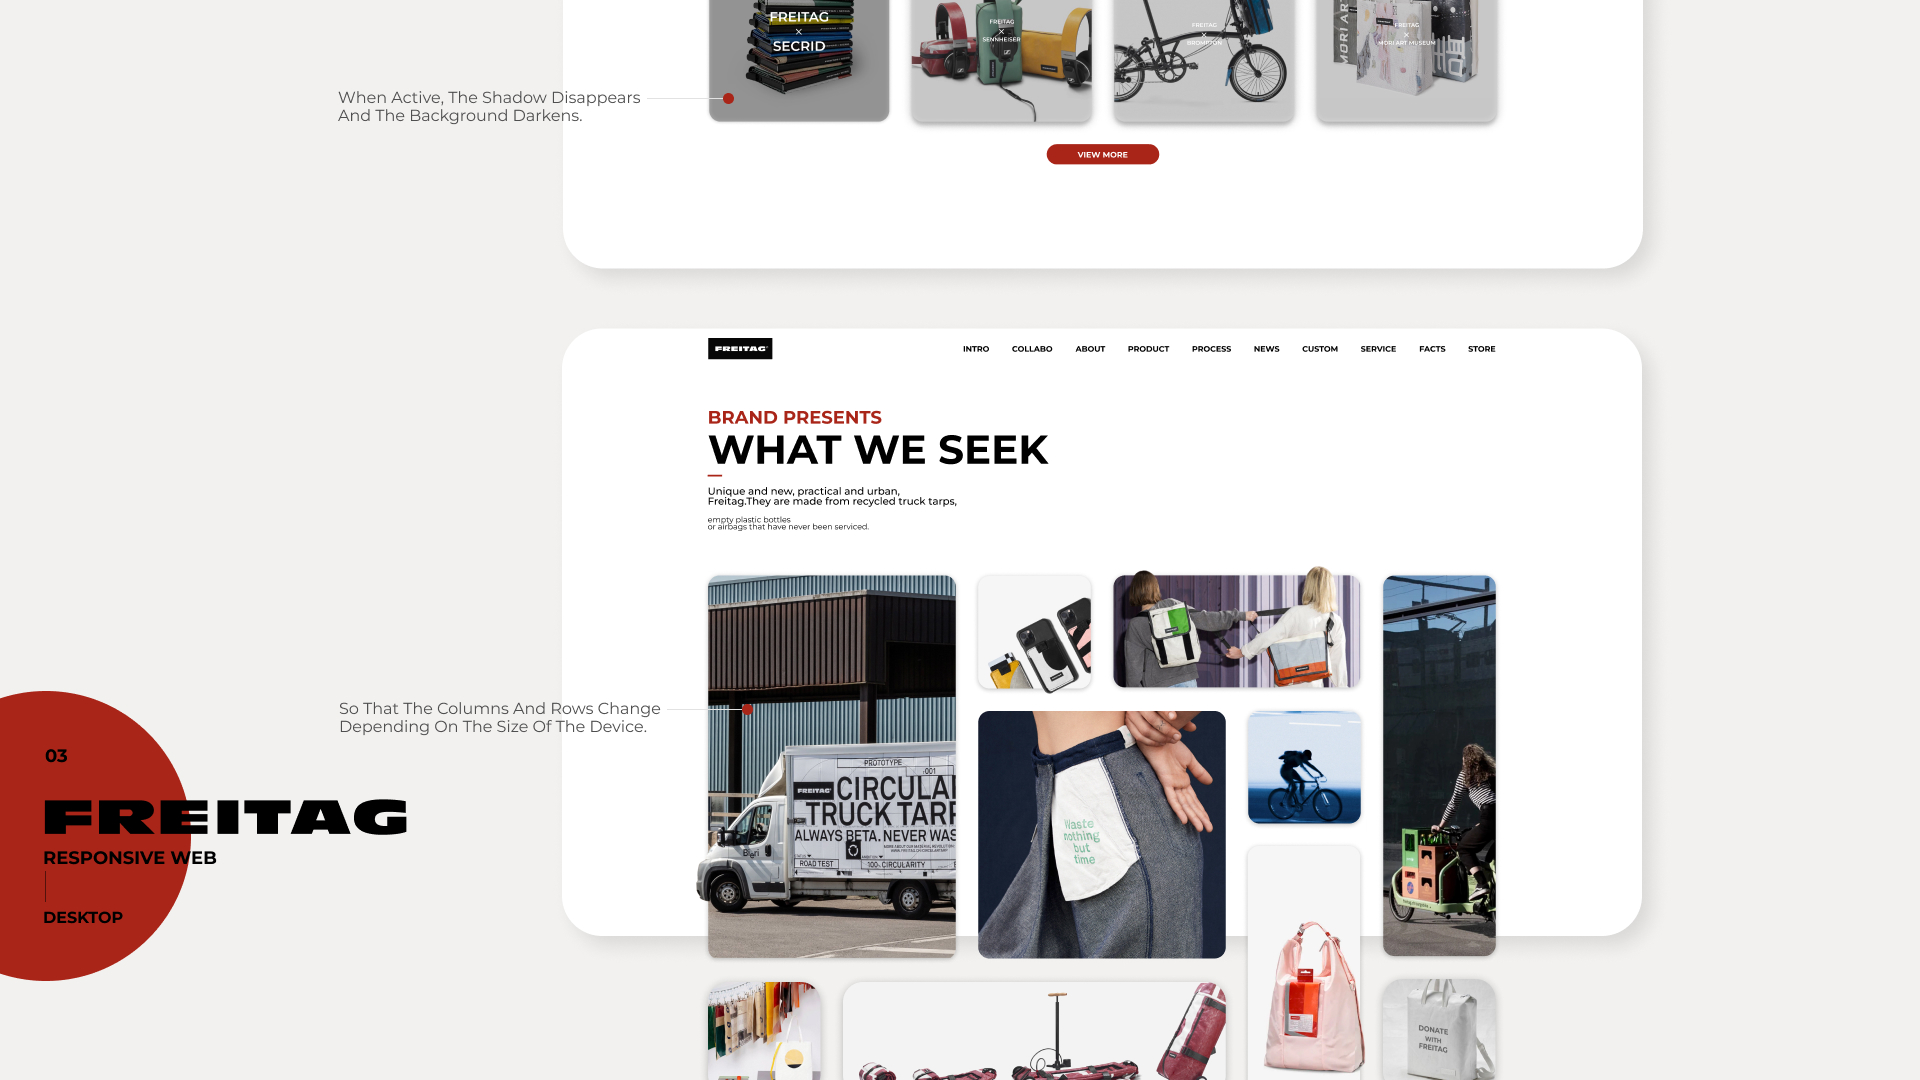 FREITAG
×
SECRID
FREITAG
×
SENNHEISER
FREITAG
×
BROMPTON
MORI ART
FREITAG
×
MORI ART MUSEUM
When Active, The Shadow Disappears
And The Background Darkens.
VIEW MORE
FREITAG
INTRO
COLLABO
ABOUT
PRODUCT
PROCESS
NEWS
CUSTOM
SERVICE
FACTS
STORE
BRAND PRESENTS
WHAT WE SEEK
Unique and new, practical and urban,
Freitag.They are made from recycled truck tarps,
empty plastic bottles
or airbags that have never been serviced.
So That The Columns And Rows Change
Depending On The Size Of The Device.
03
FREITAG
RESPONSIVE WEB
DESKTOP
PROTOTYPE
001
FREITAG
CIRCULA
TRUCK TAR
ALWAYS BETA. NEVER WAS
ROAD TEST
100% CIRCULARITY
Waste
nothing
but
time
DONATE
WITH
FREITAG